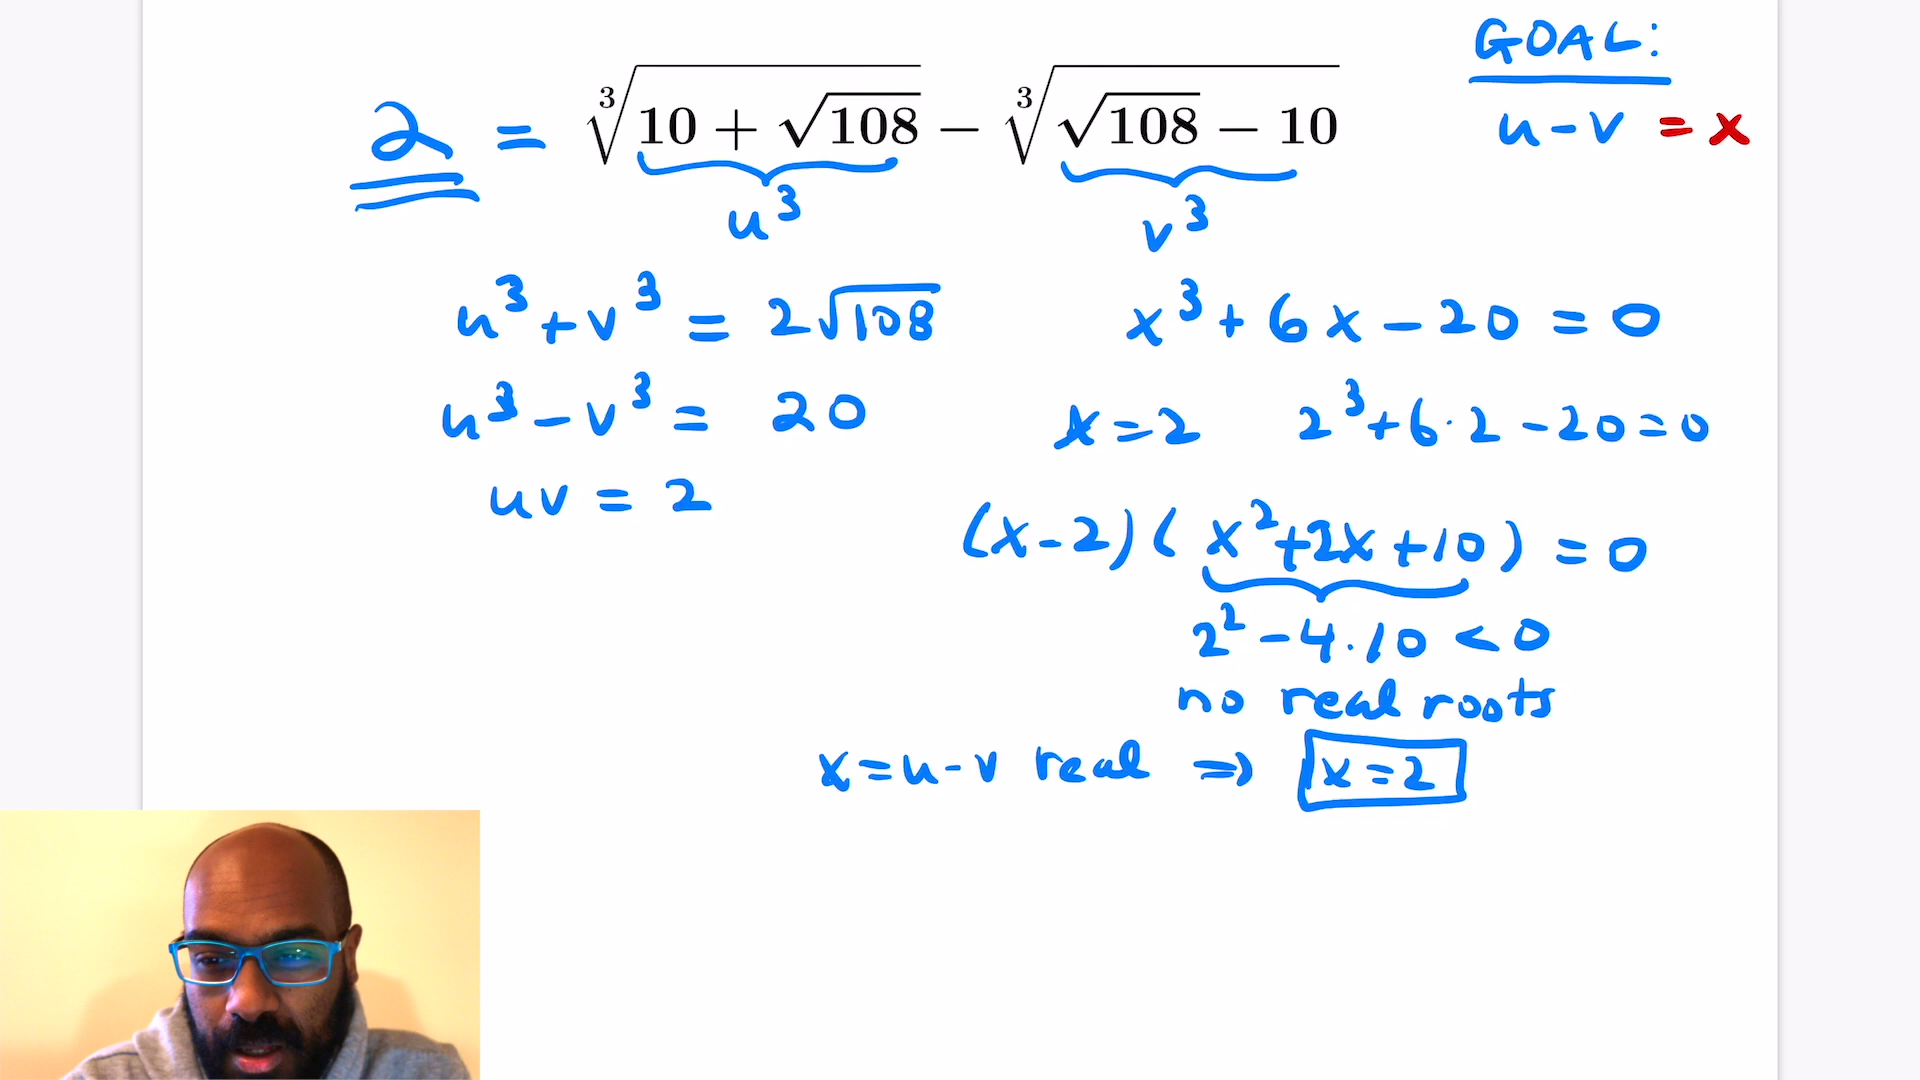 GOAL:
2 = ∛(10 + √108) − ∛(√108 − 10)
u − v = x
u³ v³
u³ + v³ = 2√108
x³ + 6x − 20 = 0
u³ − v³ = 20
x = 2 2³ + 6·2 − 20 = 0
uv = 2
(x − 2)(x² + 2x + 10) = 0
2² − 4·10 < 0
no real roots
x = u − v real ⇒ x = 2